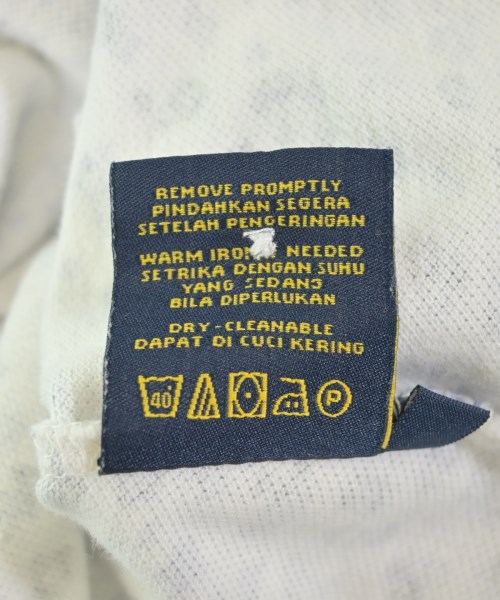 REMOVE PROMPTLY
PINDAHKAN SEGERA
SETELAH PENGERINGAN
WARM IRON NEEDED
SETRIKA DENGAN SUHU
YANG SEDANG
BILA DIPERLUKAN
DRY-CLEANABLE
DAPAT DI CUCI KERING
40 P